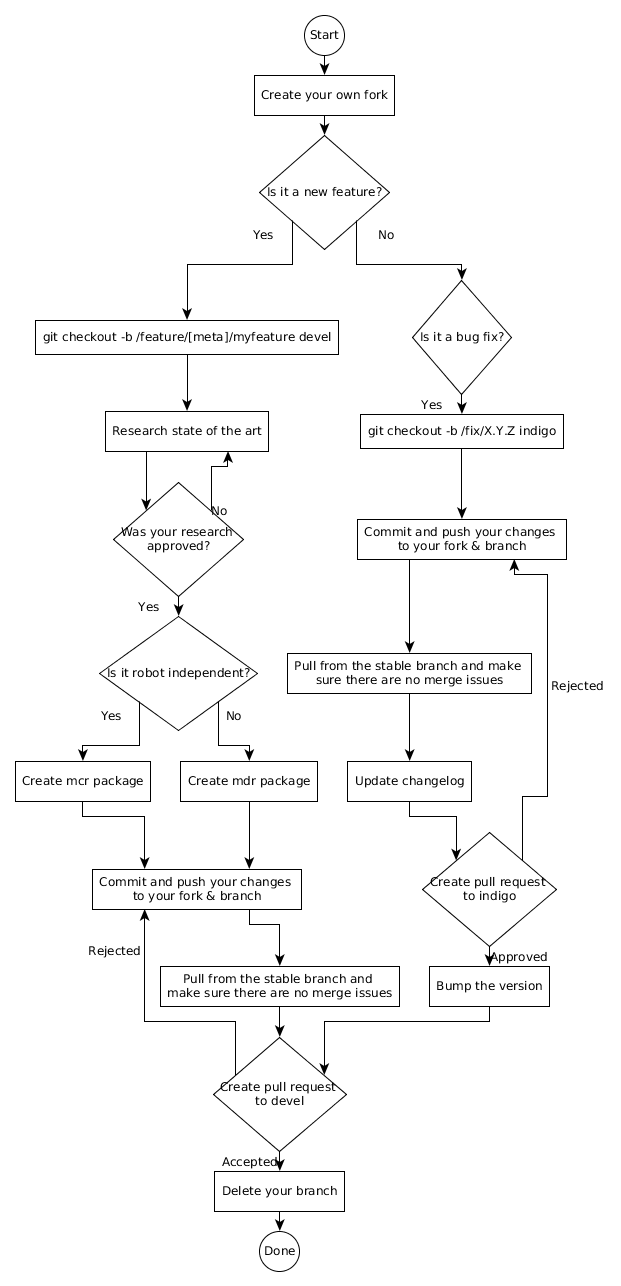 Start
Create your own fork
Is it a new feature?
Yes
No
git checkout -b /feature/[meta]/myfeature devel
Is it a bug fix?
Yes
Research state of the art
git checkout -b /fix/X.Y.Z indigo
No
Was your research
approved?
Commit and push your changes
to your fork & branch
Yes
Is it robot independent?
Pull from the stable branch and make
sure there are no merge issues
Rejected
Yes
No
Create mcr package
Create mdr package
Update changelog
Commit and push your changes
to your fork & branch
Create pull request
to indigo
Rejected
Approved
Pull from the stable branch and
make sure there are no merge issues
Bump the version
Create pull request
to devel
Accepted
Delete your branch
Done